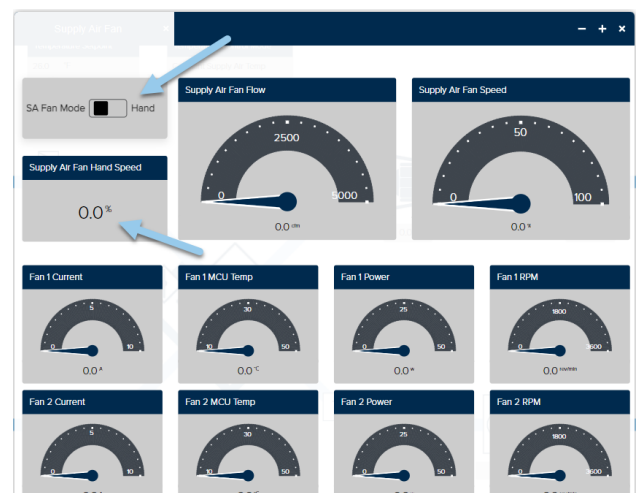 Supply Air Fan
− + ×
SA Fan Mode Hand
Supply Air Fan Flow
2500
0 5000
0.0 cfm
Supply Air Fan Speed
50
0 100
0.0 %
Supply Air Fan Hand Speed
0.0 %
Fan 1 Current
5
0 10
0.0 A
Fan 1 MCU Temp
30
10 50
0.0 °C
Fan 1 Power
25
0 50
0.0 w
Fan 1 RPM
1800
0 3600
0.0 rev/min
Fan 2 Current
5
0 10
Fan 2 MCU Temp
30
10 50
Fan 2 Power
25
0 50
Fan 2 RPM
1800
0 3600